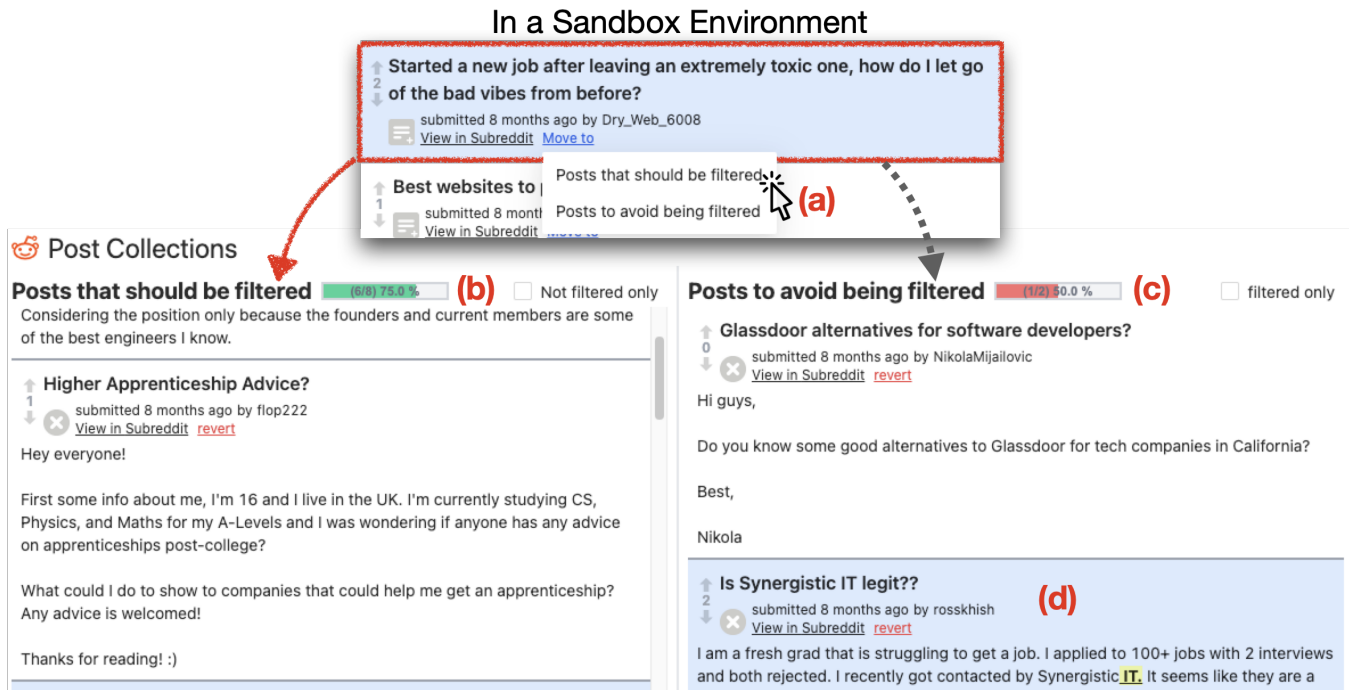 In a Sandbox Environment
Started a new job after leaving an extremely toxic one, how do I let go
2
of the bad vibes from before?
submitted 8 months ago by Dry_Web_6008
View in Subreddit Move to
Posts that should be filtered
Best websites to
1
(a)
submitted 8 mont
Posts to avoid being filtered
View in Subreddit Move to
Post Collections
Posts that should be filtered (6/8) 75.0 % (b) Not filtered only
Considering the position only because the founders and current members are some
of the best engineers I know.
Higher Apprenticeship Advice?
1
submitted 8 months ago by flop222
View in Subreddit revert
Hey everyone!
First some info about me, I'm 16 and I live in the UK. I'm currently studying CS,
Physics, and Maths for my A-Levels and I was wondering if anyone has any advice
on apprenticeships post-college?
What could I do to show to companies that could help me get an apprenticeship?
Any advice is welcomed!
Thanks for reading! :)
Posts to avoid being filtered (1/2) 50.0 % (c) filtered only
Glassdoor alternatives for software developers?
0
submitted 8 months ago by NikolaMijailovic
View in Subreddit revert
Hi guys,
Do you know some good alternatives to Glassdoor for tech companies in California?
Best,
Nikola
Is Synergistic IT legit??
2
(d)
submitted 8 months ago by rosskhish
View in Subreddit revert
I am a fresh grad that is struggling to get a job. I applied to 100+ jobs with 2 interviews
and both rejected. I recently got contacted by Synergistic IT. It seems like they are a